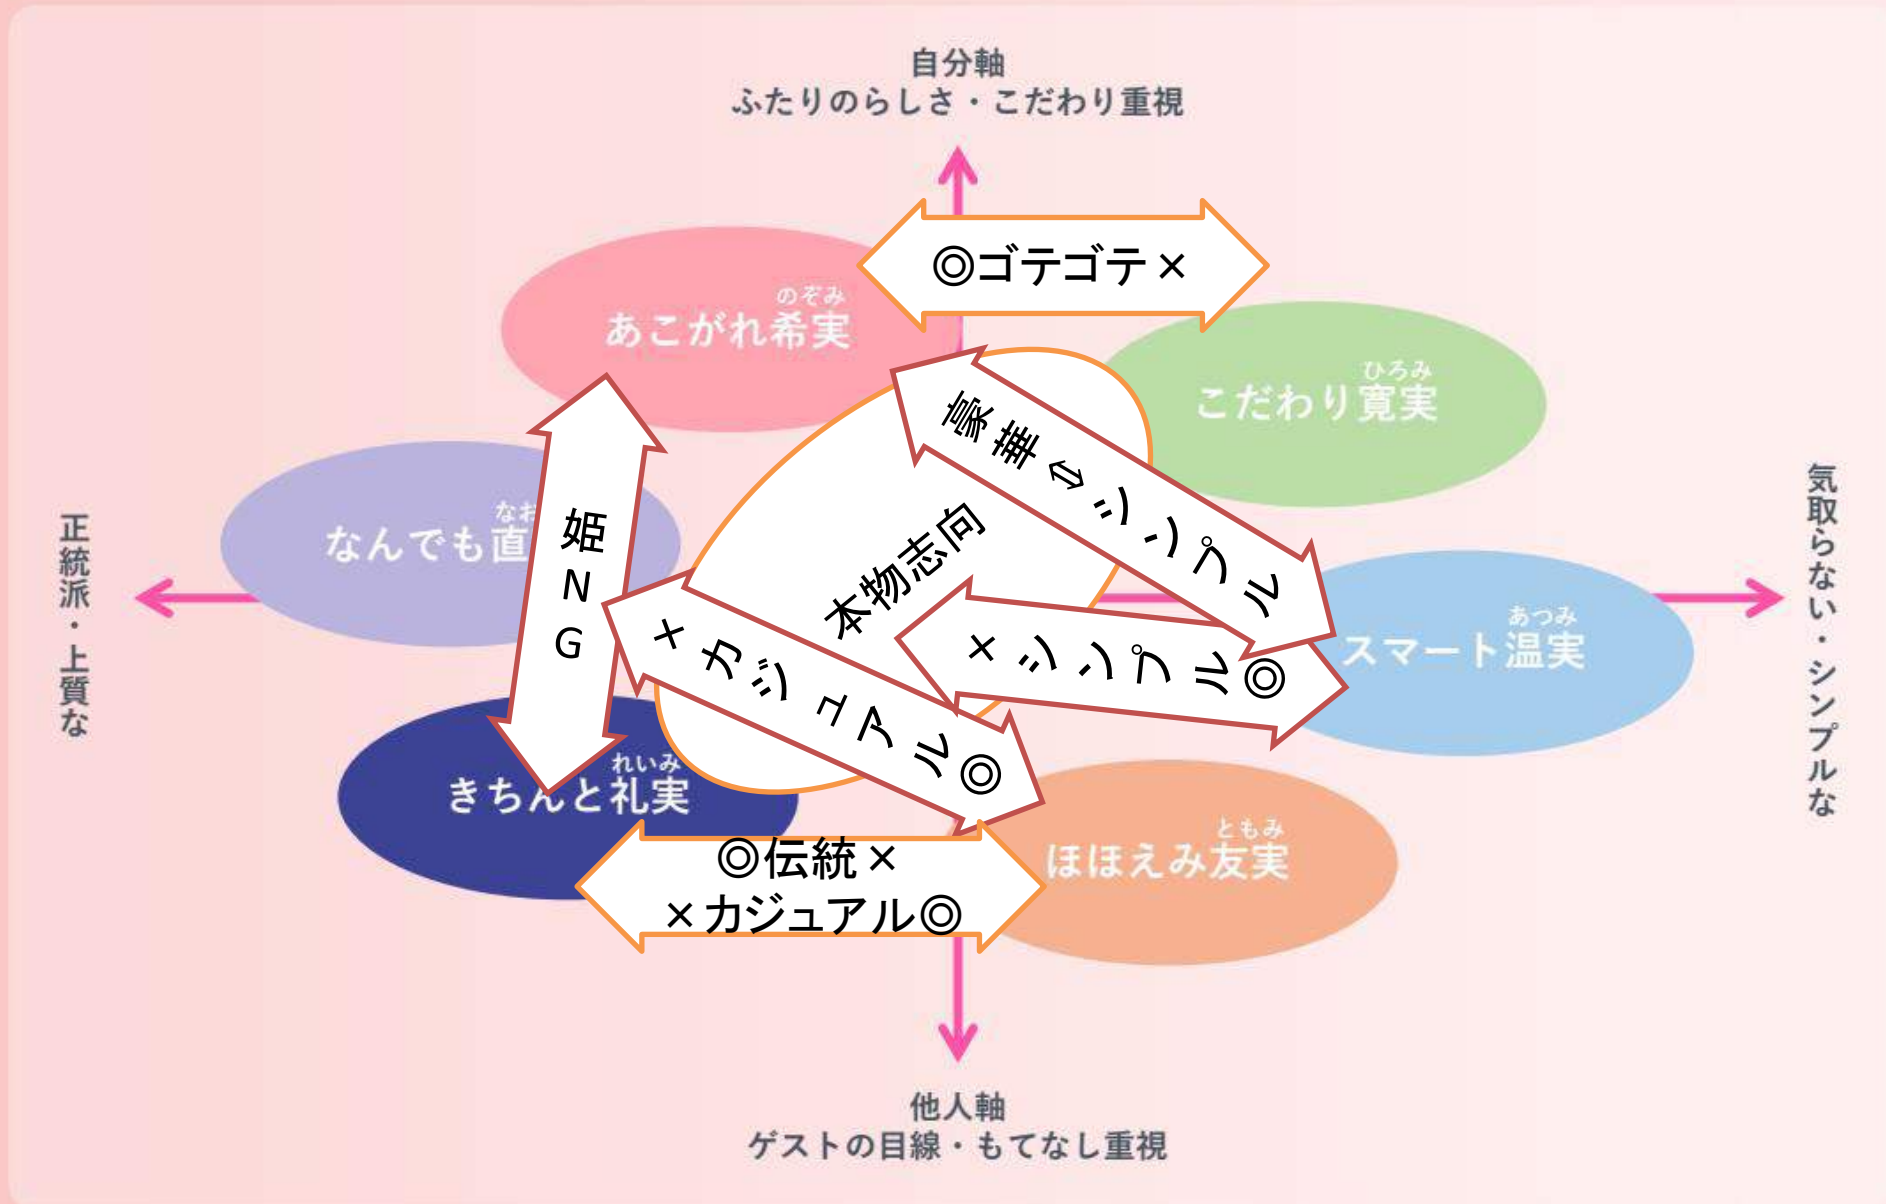 自分軸
ふたりのらしさ・こだわり重視
◎ゴテゴテ×
のぞみ
あこがれ希実
ひろみ
こだわり寛実
豪華⇔シンプル
正統派・上質な
気取らない・シンプルな
なお
なんでも直
姫NG
本物志向
×シンプル◎
あつみ
スマート温実
×カジュアル◎
れいみ
きちんと礼実
ともみ
ほほえみ友実
◎伝統×
×カジュアル◎
他人軸
ゲストの目線・もてなし重視